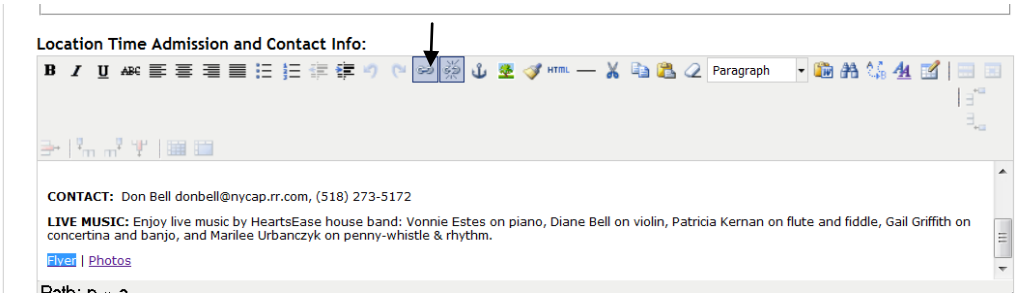 Location Time Admission and Contact Info:
B I U ABC HTML Paragraph
CONTACT: Don Bell donbell@nycap.rr.com, (518) 273-5172
LIVE MUSIC: Enjoy live music by HeartsEase house band: Vonnie Estes on piano, Diane Bell on violin, Patricia Kernan on flute and fiddle, Gail Griffith on
concertina and banjo, and Marilee Urbanczyk on penny-whistle & rhythm.
Flyer | Photos
Path: p » a